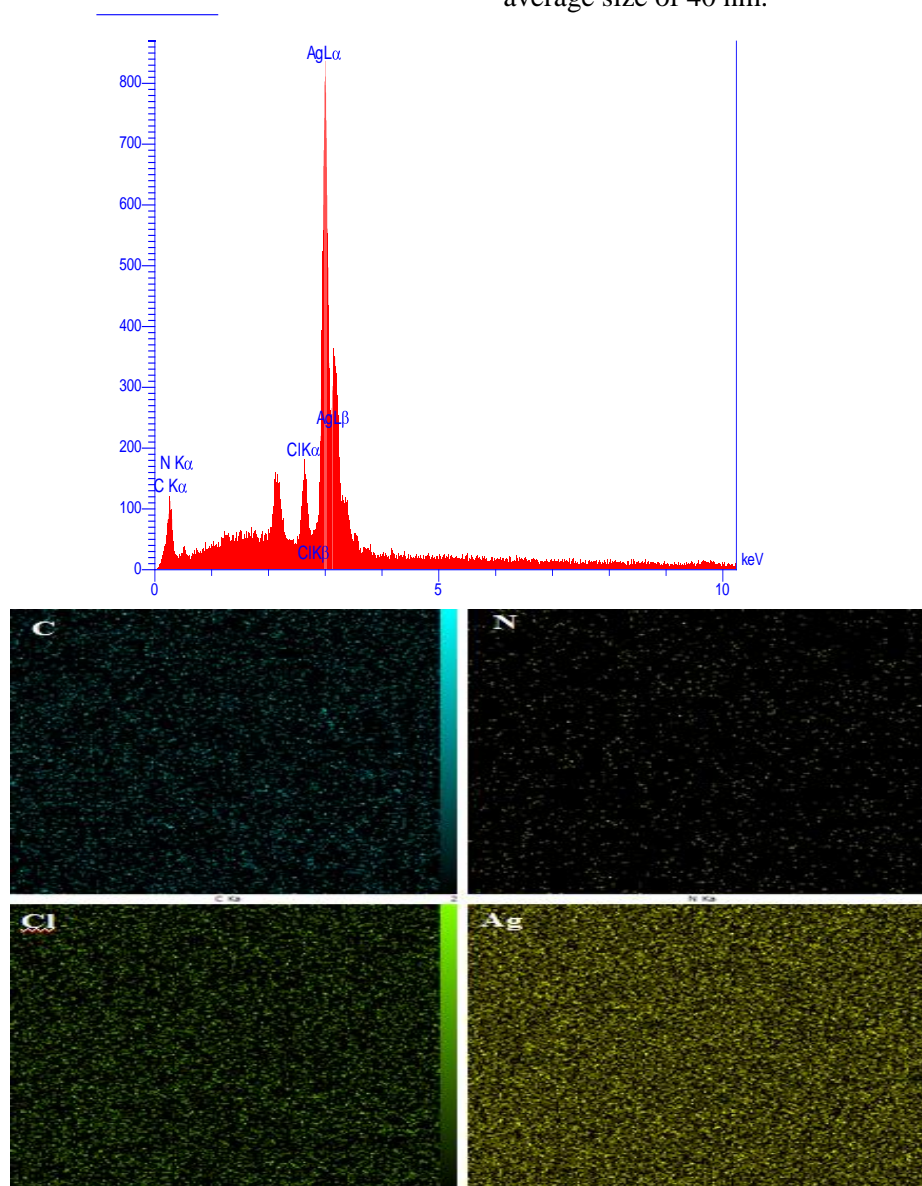 average size of 40 nm.
AgLα
800
700
600
500
400
300
AgLβ
200
ClKα
N Kα
C Kα
100
ClKβ
0
keV
0
5
10
C
N
C Ka
2
N Ka
Cl
Ag